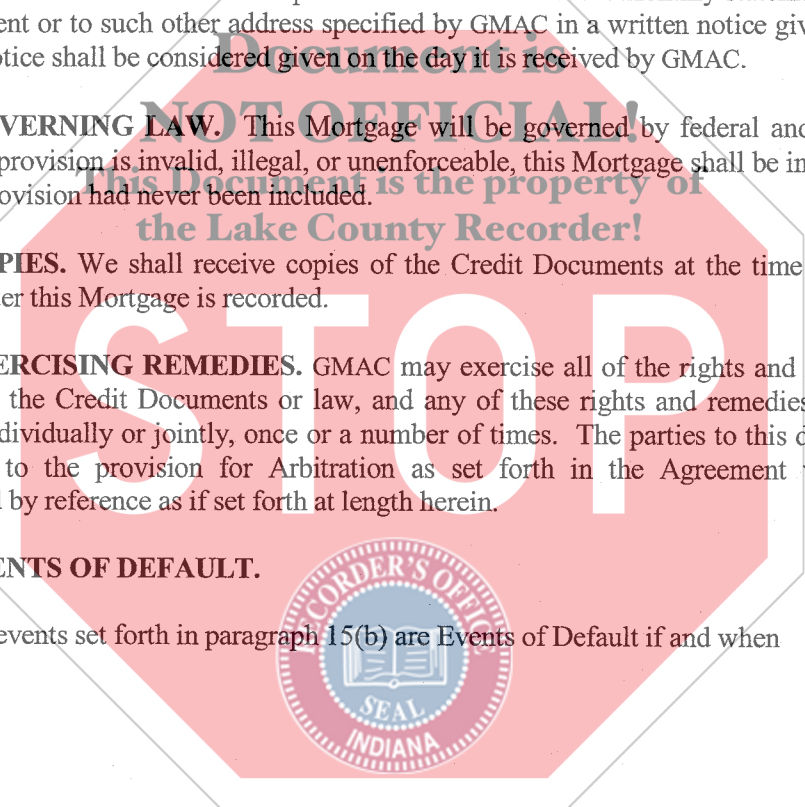 ent or to such other address specified by GMAC in a written notice giv
otice shall be considered given on the day it is received by GMAC.
Document is
NOT OFFICIAL!
VERNING LAW. This Mortgage will be governed by federal and
provision is invalid, illegal, or unenforceable, this Mortgage shall be in
This Document is the property of
ovision had never been included.
the Lake County Recorder!
PIES. We shall receive copies of the Credit Documents at the time
er this Mortgage is recorded.
STOP
ERCISING REMEDIES. GMAC may exercise all of the rights and
the Credit Documents or law, and any of these rights and remedies
dividually or jointly, once or a number of times. The parties to this d
to the provision for Arbitration as set forth in the Agreement
l by reference as if set forth at length herein.
ENTS OF DEFAULT.
events set forth in paragraph 15(b) are Events of Default if and when
RECORDER'S OFFICE
SEAL
INDIANA